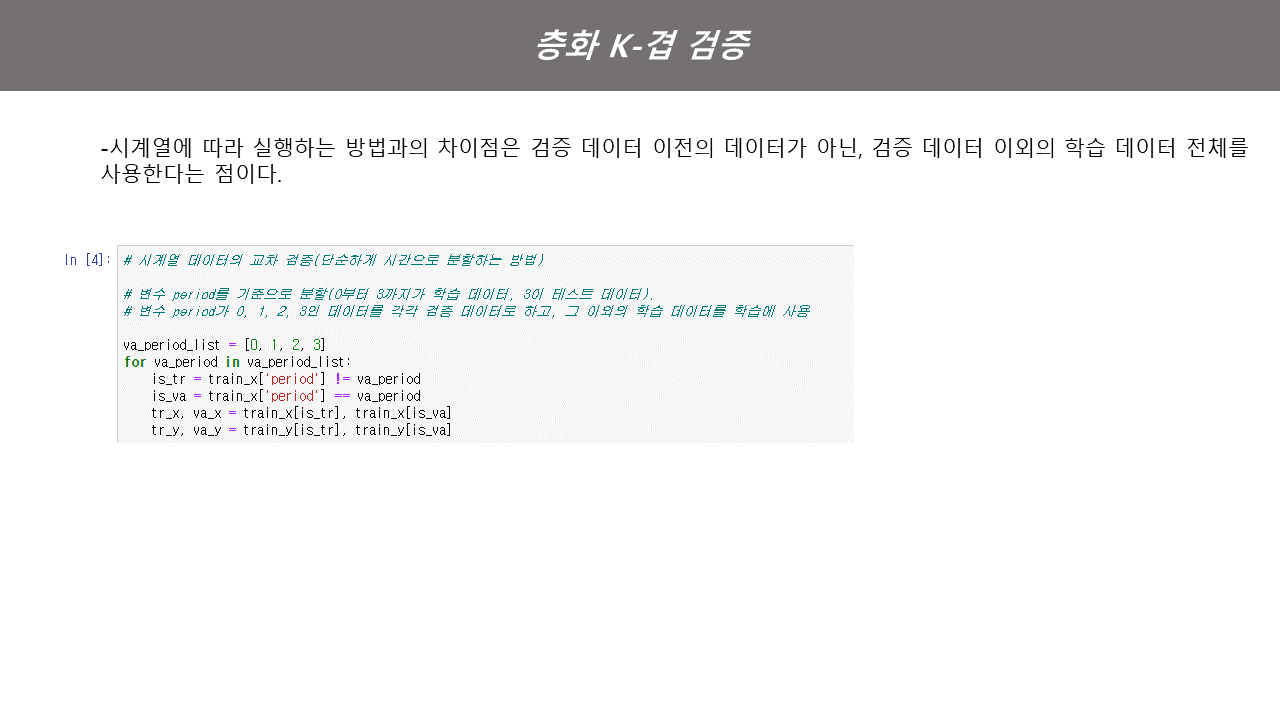 층화 K-겹 검증
-시계열에 따라 실행하는 방법과의 차이점은 검증 데이터 이전의 데이터가 아닌, 검증 데이터 이외의 학습 데이터 전체를
사용한다는 점이다.
In [4]: # 시계열 데이터의 교차 검증(단순하게 시간으로 분할하는 방법)
# 변수 period를 기준으로 분할(0부터 3까지가 학습 데이터, 3이 테스트 데이터).
# 변수 period가 0, 1, 2, 3인 데이터를 각각 검증 데이터로 하고, 그 이외의 학습 데이터를 학습에 사용
va_period_list = [0, 1, 2, 3]
for va_period in va_period_list:
    is_tr = train_x['period'] != va_period
    is_va = train_x['period'] == va_period
    tr_x, va_x = train_x[is_tr], train_x[is_va]
    tr_y, va_y = train_y[is_tr], train_y[is_va]